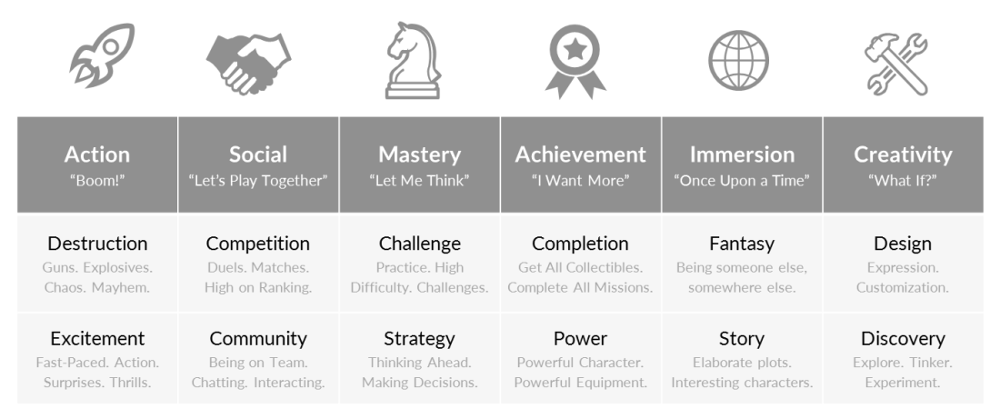 Action
Social
Mastery
Achievement
Immersion
Creativity
“Boom!”
“Let’s Play Together”
“Let Me Think”
“I Want More”
“Once Upon a Time”
“What If?”
Destruction
Competition
Challenge
Completion
Fantasy
Design
Guns. Explosives.
Duels. Matches.
Practice. High
Get All Collectibles.
Being someone else,
Expression.
Chaos. Mayhem.
High on Ranking.
Difficulty. Challenges.
Complete All Missions.
somewhere else.
Customization.
Excitement
Community
Strategy
Power
Story
Discovery
Fast-Paced. Action.
Being on Team.
Thinking Ahead.
Powerful Character.
Elaborate plots.
Explore. Tinker.
Surprises. Thrills.
Chatting. Interacting.
Making Decisions.
Powerful Equipment.
Interesting characters.
Experiment.